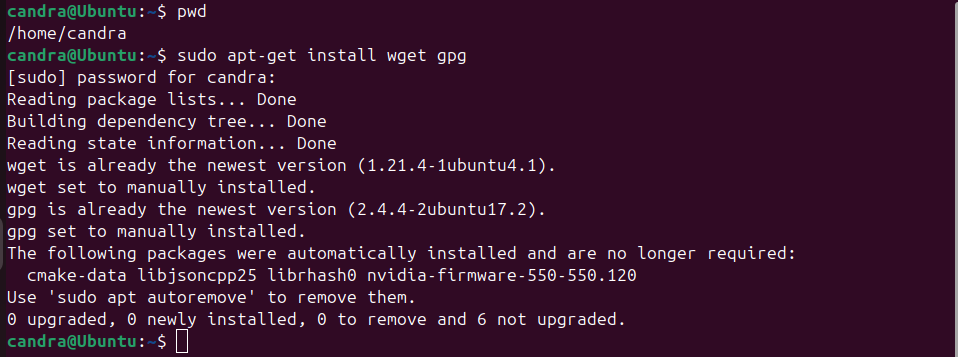 candra@Ubuntu:~$ pwd
/home/candra
candra@Ubuntu:~$ sudo apt-get install wget gpg
[sudo] password for candra:
Reading package lists... Done
Building dependency tree... Done
Reading state information... Done
wget is already the newest version (1.21.4-1ubuntu4.1).
wget set to manually installed.
gpg is already the newest version (2.4.4-2ubuntu17.2).
gpg set to manually installed.
The following packages were automatically installed and are no longer required:
  cmake-data libjsoncpp25 librhash0 nvidia-firmware-550-550.120
Use 'sudo apt autoremove' to remove them.
0 upgraded, 0 newly installed, 0 to remove and 6 not upgraded.
candra@Ubuntu:~$